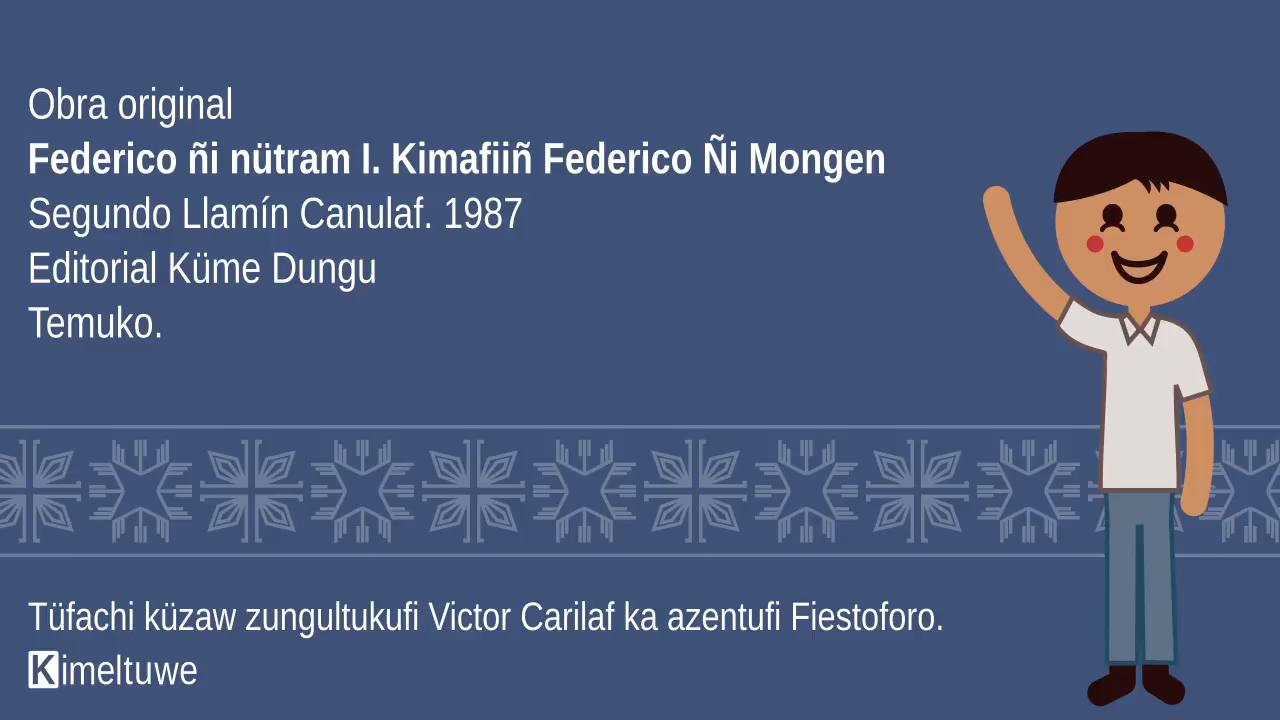 Obra original
Federico ñi nütram I. Kimafiiñ Federico Ñi Mongen
Segundo Llamín Canulaf. 1987
Editorial Küme Dungu
Temuko.
Tüfachi küzaw zungultukufi Victor Carilaf ka azentufi Fiestoforo.
Kimeltuwe